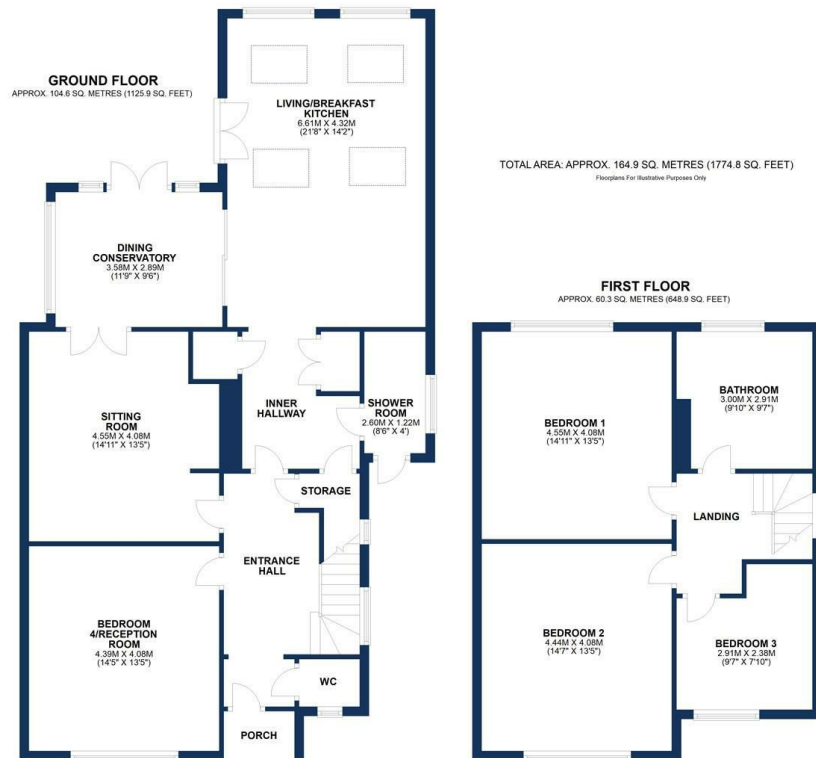 GROUND FLOOR
APPROX. 104.6 SQ. METRES (1125.9 SQ. FEET)
LIVING/BREAKFAST
KITCHEN
6.61M X 4.32M
(21'8" X 14'2")
DINING
CONSERVATORY
3.58M X 2.89M
(11'9" X 9'6")
SITTING
ROOM
4.55M X 4.08M
(14'11" X 13'5")
INNER
HALLWAY
SHOWER
ROOM
2.60M X 1.22M
(8'6" X 4')
STORAGE
ENTRANCE
HALL
BEDROOM
4/RECEPTION
ROOM
4.39M X 4.08M
(14'5" X 13'5")
WC
PORCH
TOTAL AREA: APPROX. 164.9 SQ. METRES (1774.8 SQ. FEET)
Floorplans For Illustrative Purposes Only
FIRST FLOOR
APPROX. 60.3 SQ. METRES (648.9 SQ. FEET)
BEDROOM 1
4.55M X 4.08M
(14'11" X 13'5")
BATHROOM
3.00M X 2.91M
(9'10" X 9'7")
LANDING
BEDROOM 2
4.44M X 4.08M
(14'7" X 13'5")
BEDROOM 3
2.91M X 2.38M
(9'7" X 7'10")